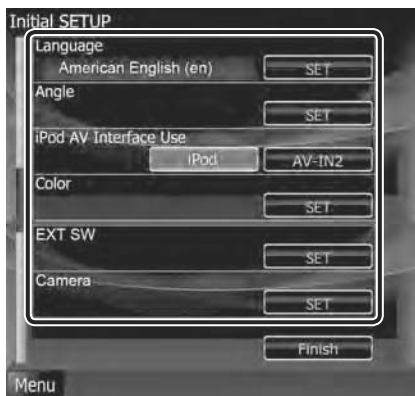 Initial SETUP
Language
American English (en) SET
Angle
SET
iPod AV Interface Use
iPod AV-IN2
Color
SET
EXT SW
SET
Camera
SET
Finish
Menu